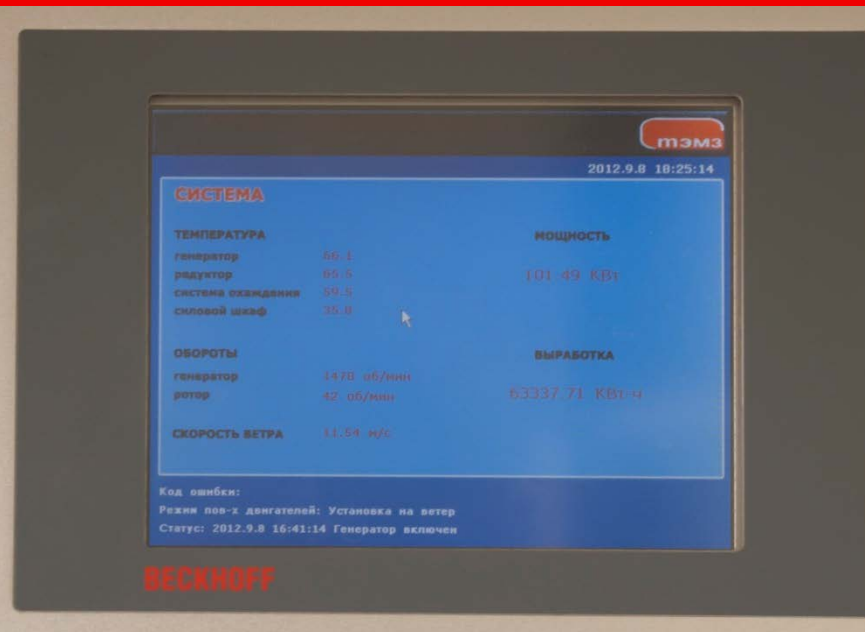 тэмз
2012.9.8 18:25:14
СИСТЕМА
ТЕМПЕРАТУРА
генератор 66.1
редуктор 65.5
система охлаждения 59.5
силовой шкаф 35.8
МОЩНОСТЬ
101.49 КВт
ОБОРОТЫ
генератор 1478 об/мин
ротор 42 об/мин
ВЫРАБОТКА
63337.71 КВт·ч
СКОРОСТЬ ВЕТРА 11.54 м/с
Код ошибки:
Режим пов-х двигателей: Установка на ветер
Статус: 2012.9.8 16:41:14 Генератор включен
BECKHOFF